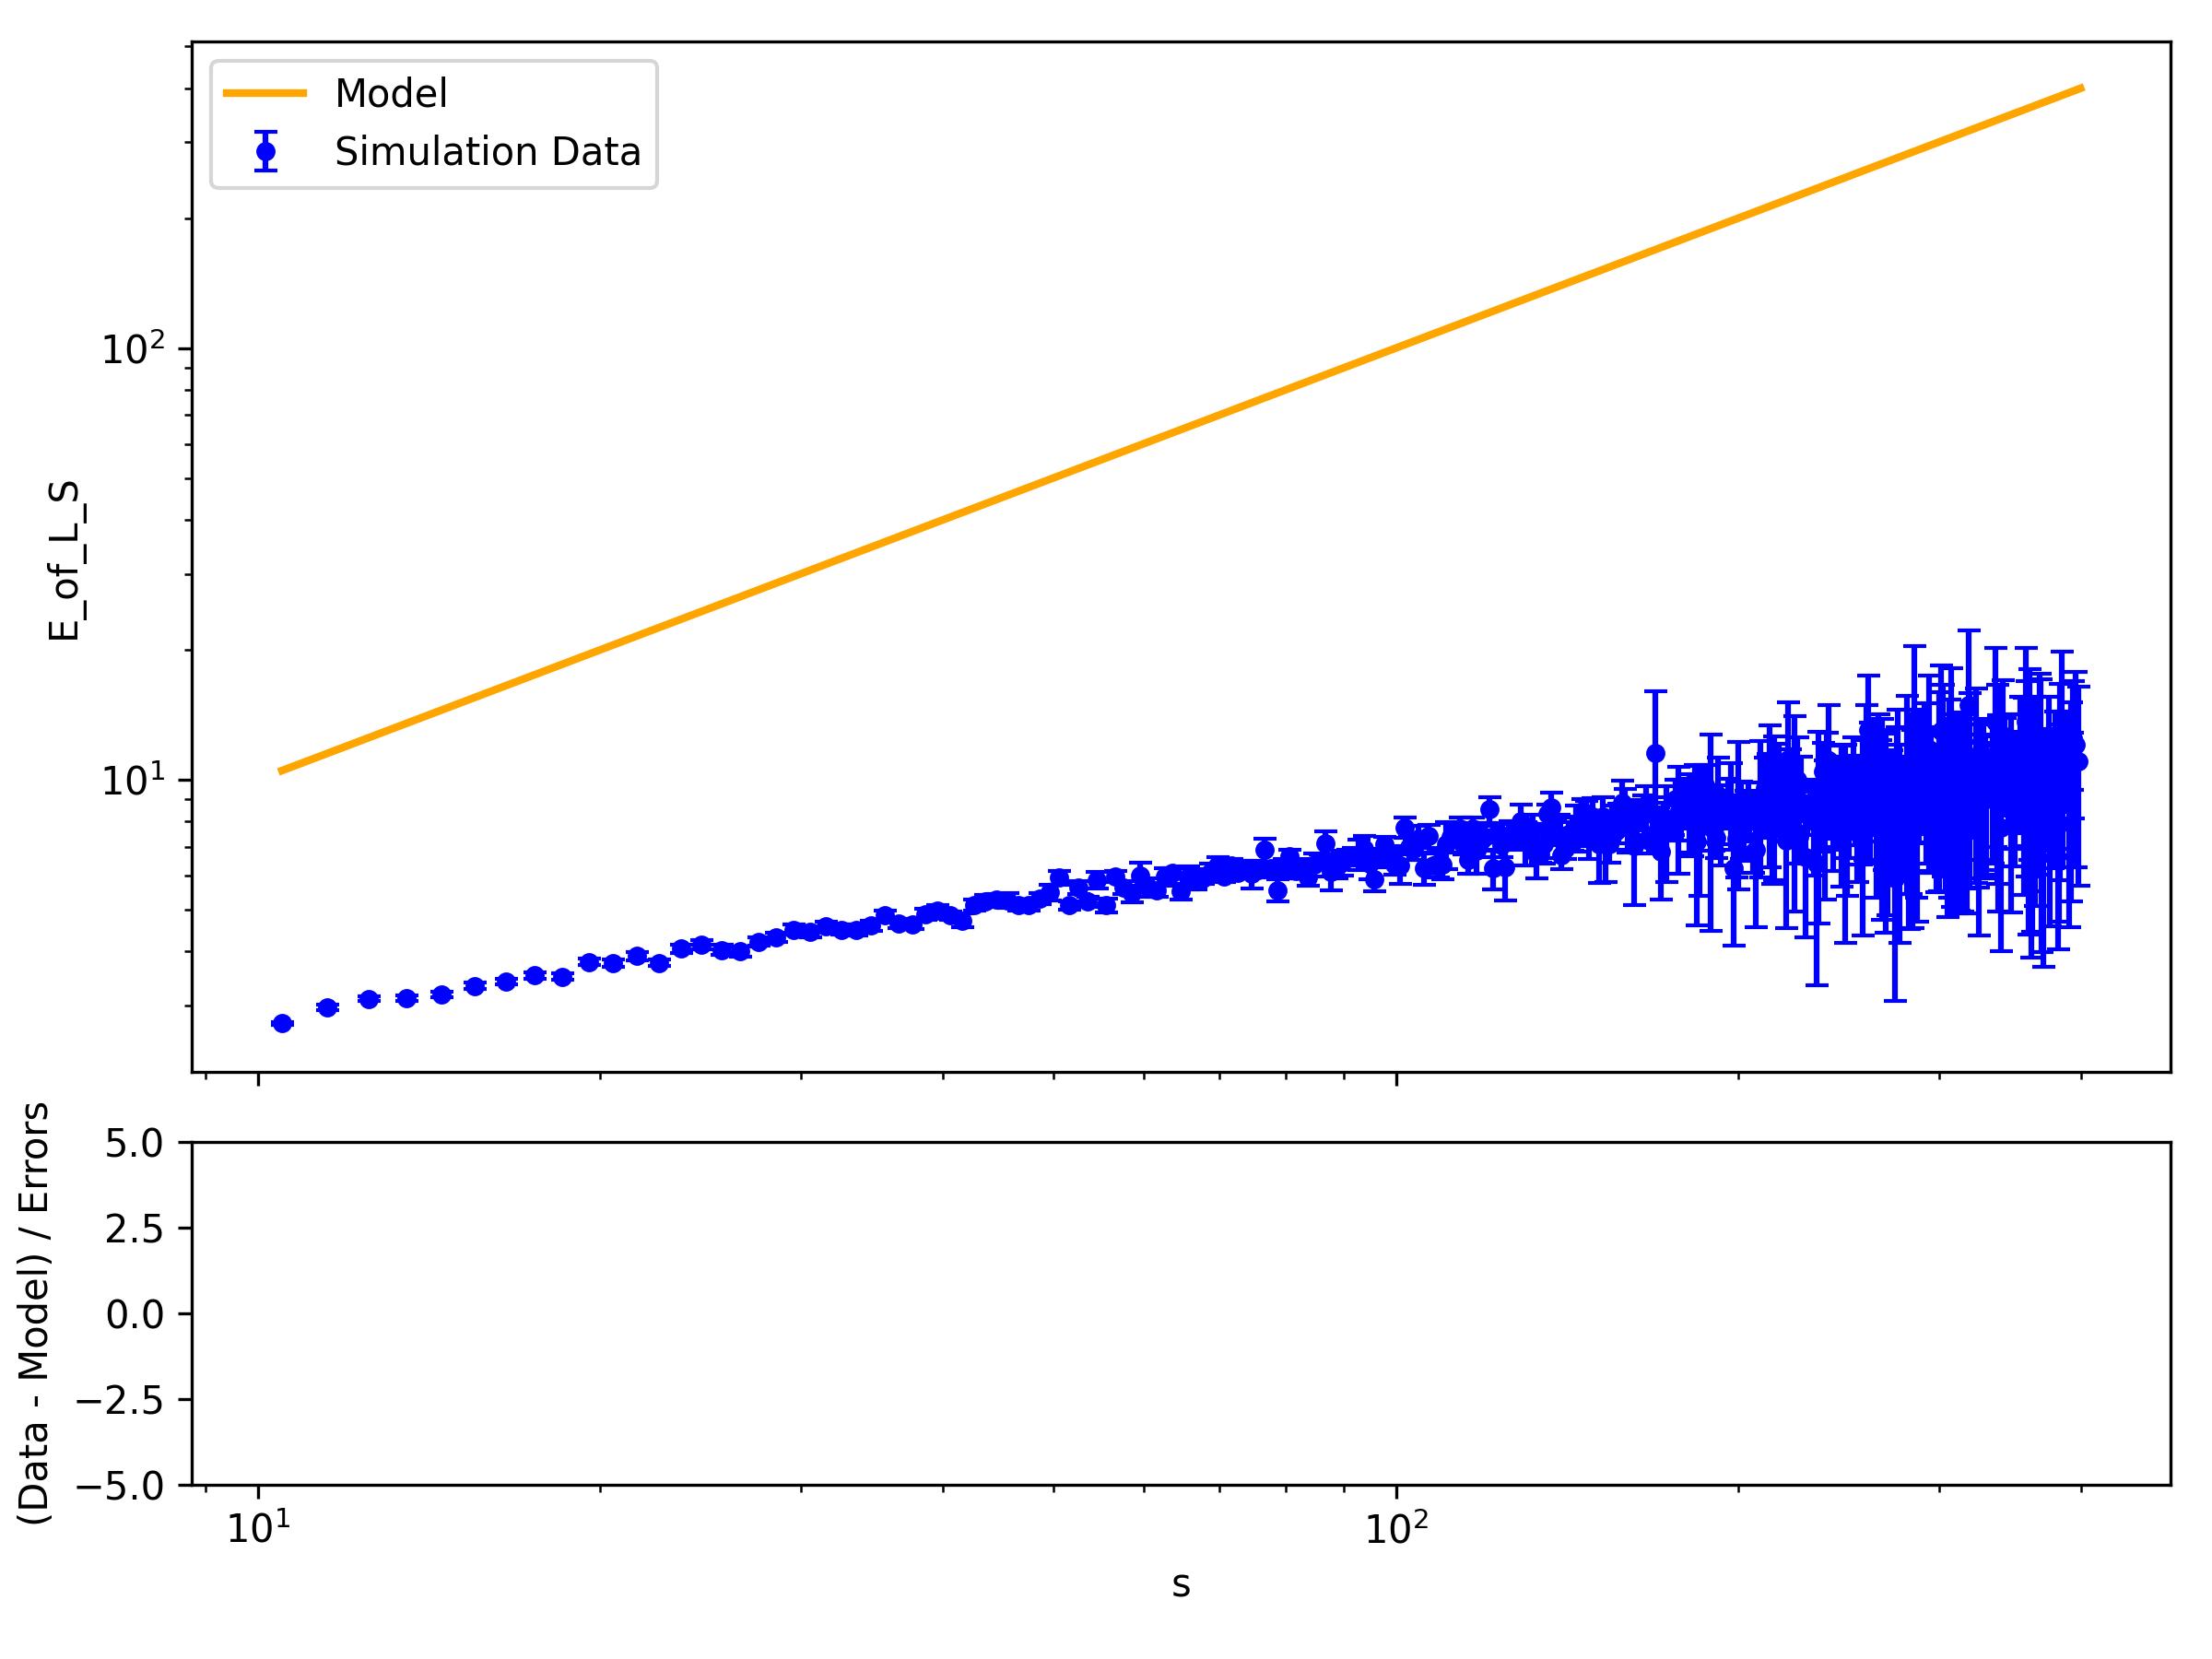 Model
Simulation Data
10²
10¹
E_of_L_S
5.0
2.5
0.0
−2.5
−5.0
(Data - Model) / Errors
10¹
10²
s